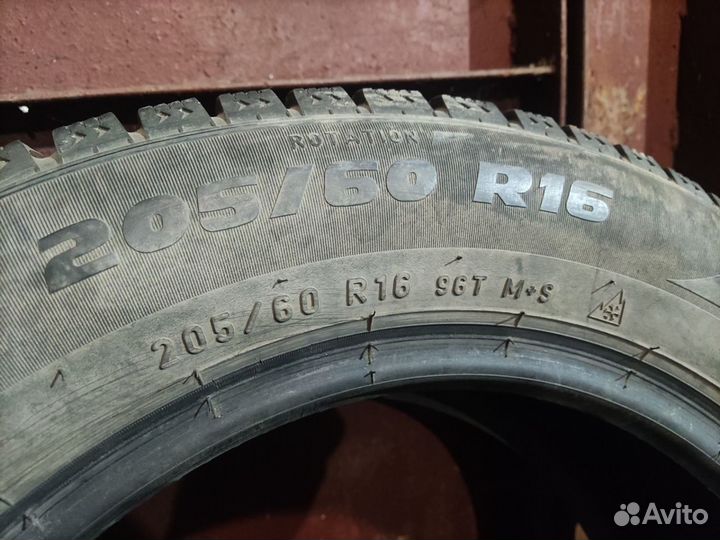 ROTATION
205/60 R16
205/60 R16 96T M+S
Avito